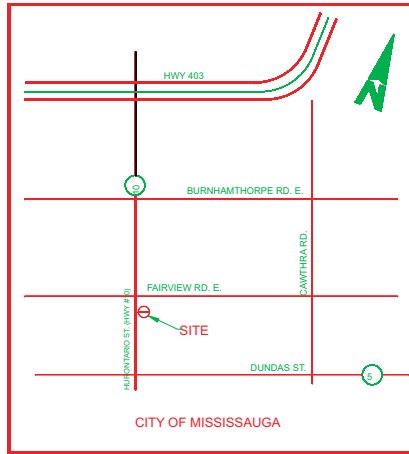 HWY 403
N
10
BURNHAMTHORPE RD. E.
CAWTHRA RD.
FAIRVIEW RD. E.
HURONTARIO ST. (HWY #10)
SITE
DUNDAS ST.
5
CITY OF MISSISSAUGA